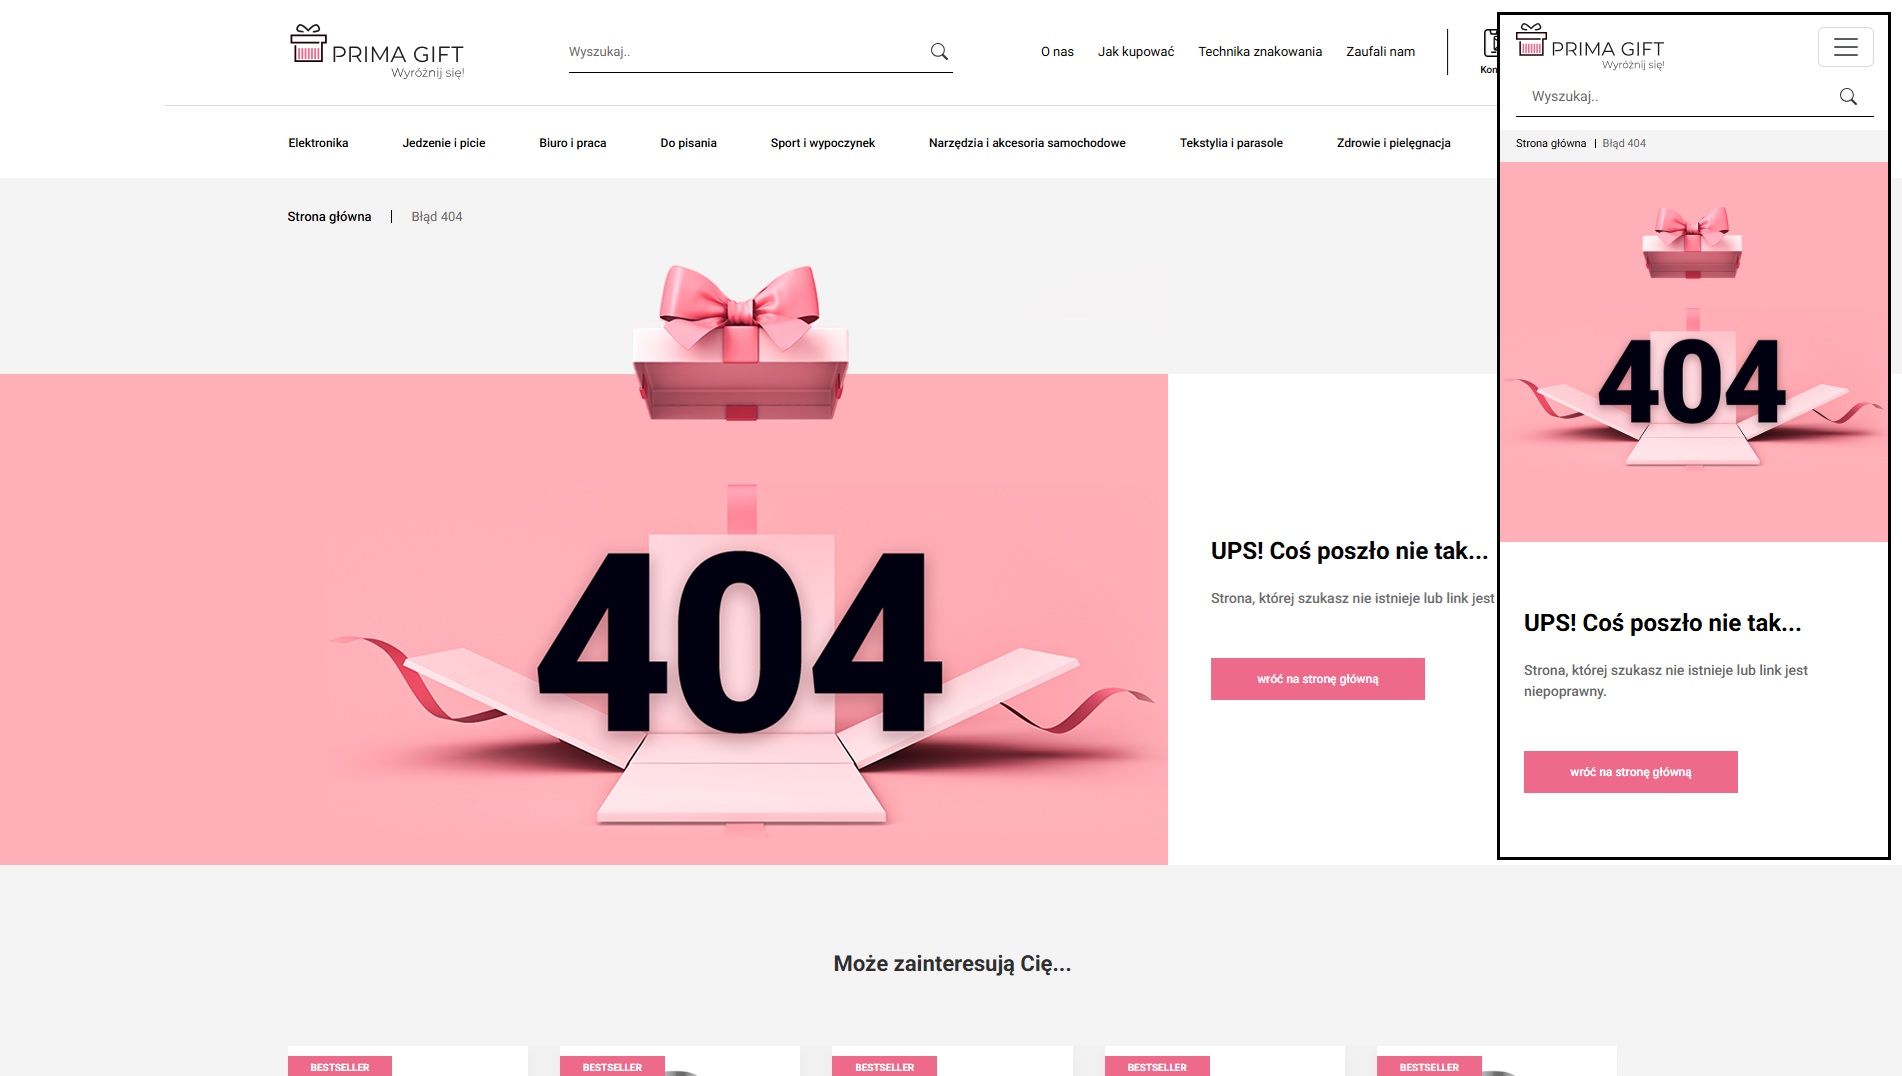 PRIMA GIFT
Wyróżnij się!
Wyszukaj..
O nas
Jak kupować
Technika znakowania
Zaufali nam
Kon
Elektronika
Jedzenie i picie
Biuro i praca
Do pisania
Sport i wypoczynek
Narzędzia i akcesoria samochodowe
Tekstylia i parasole
Zdrowie i pielęgnacja
Strona główna
Błąd 404
404
UPS! Coś poszło nie tak...
Strona, której szukasz nie istnieje lub link jest
wróć na stronę główną
Może zainteresują Cię...
BESTSELLER
BESTSELLER
BESTSELLER
BESTSELLER
BESTSELLER
PRIMA GIFT
Wyróżnij się!
Wyszukaj..
Strona główna
Błąd 404
404
UPS! Coś poszło nie tak...
Strona, której szukasz nie istnieje lub link jest
niepoprawny.
wróć na stronę główną